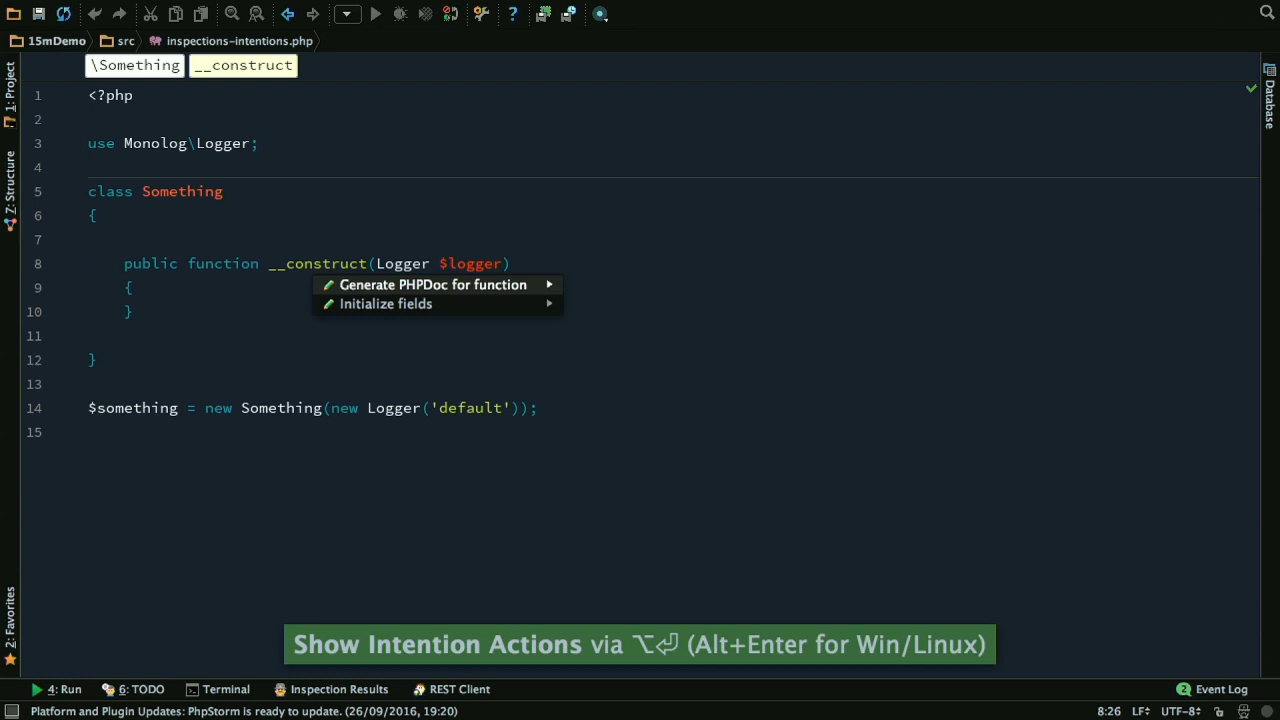 15mDemo src inspections-intentions.php
\Something __construct
1: Project
Z: Structure
2: Favorites
Database
1 <?php
2
3 use Monolog\Logger;
4
5 class Something
6 {
7
8 public function __construct(Logger $logger)
Generate PHPDoc for function
9 {
Initialize fields
10 }
11
12 }
13
14 $something = new Something(new Logger('default'));
15
Show Intention Actions via ⌥⏎ (Alt+Enter for Win/Linux)
4: Run 6: TODO Terminal Inspection Results REST Client 2 Event Log
Platform and Plugin Updates: PhpStorm is ready to update. (26/09/2016, 19:20) 8:26 LF÷ UTF-8÷